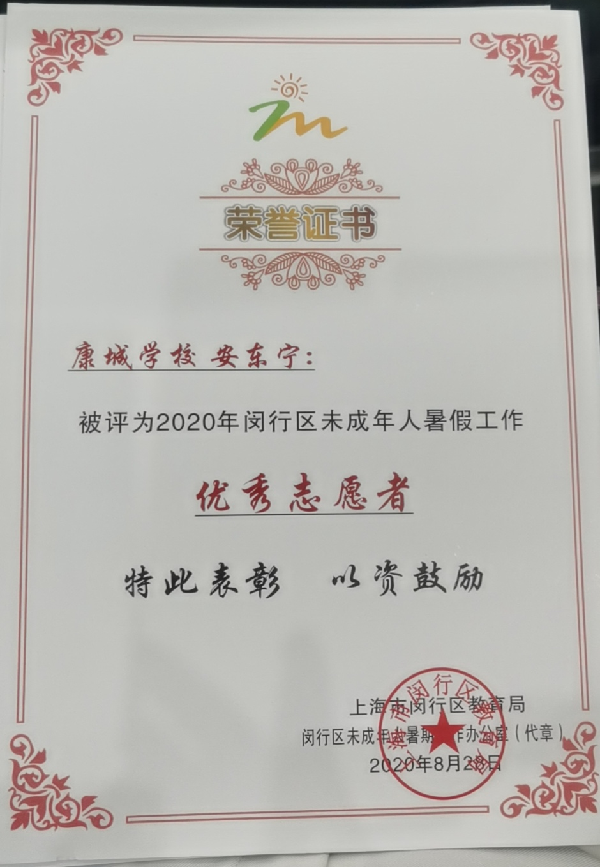 荣誉证书
康城学校 安东宁：
被评为2020年闵行区未成年人暑假工作
优秀志愿者
特此表彰 以资鼓励
上海市闵行区教育局
闵行区未成年人暑期工作办公室（代章）
2020年8月28日
上海市闵行区教育局